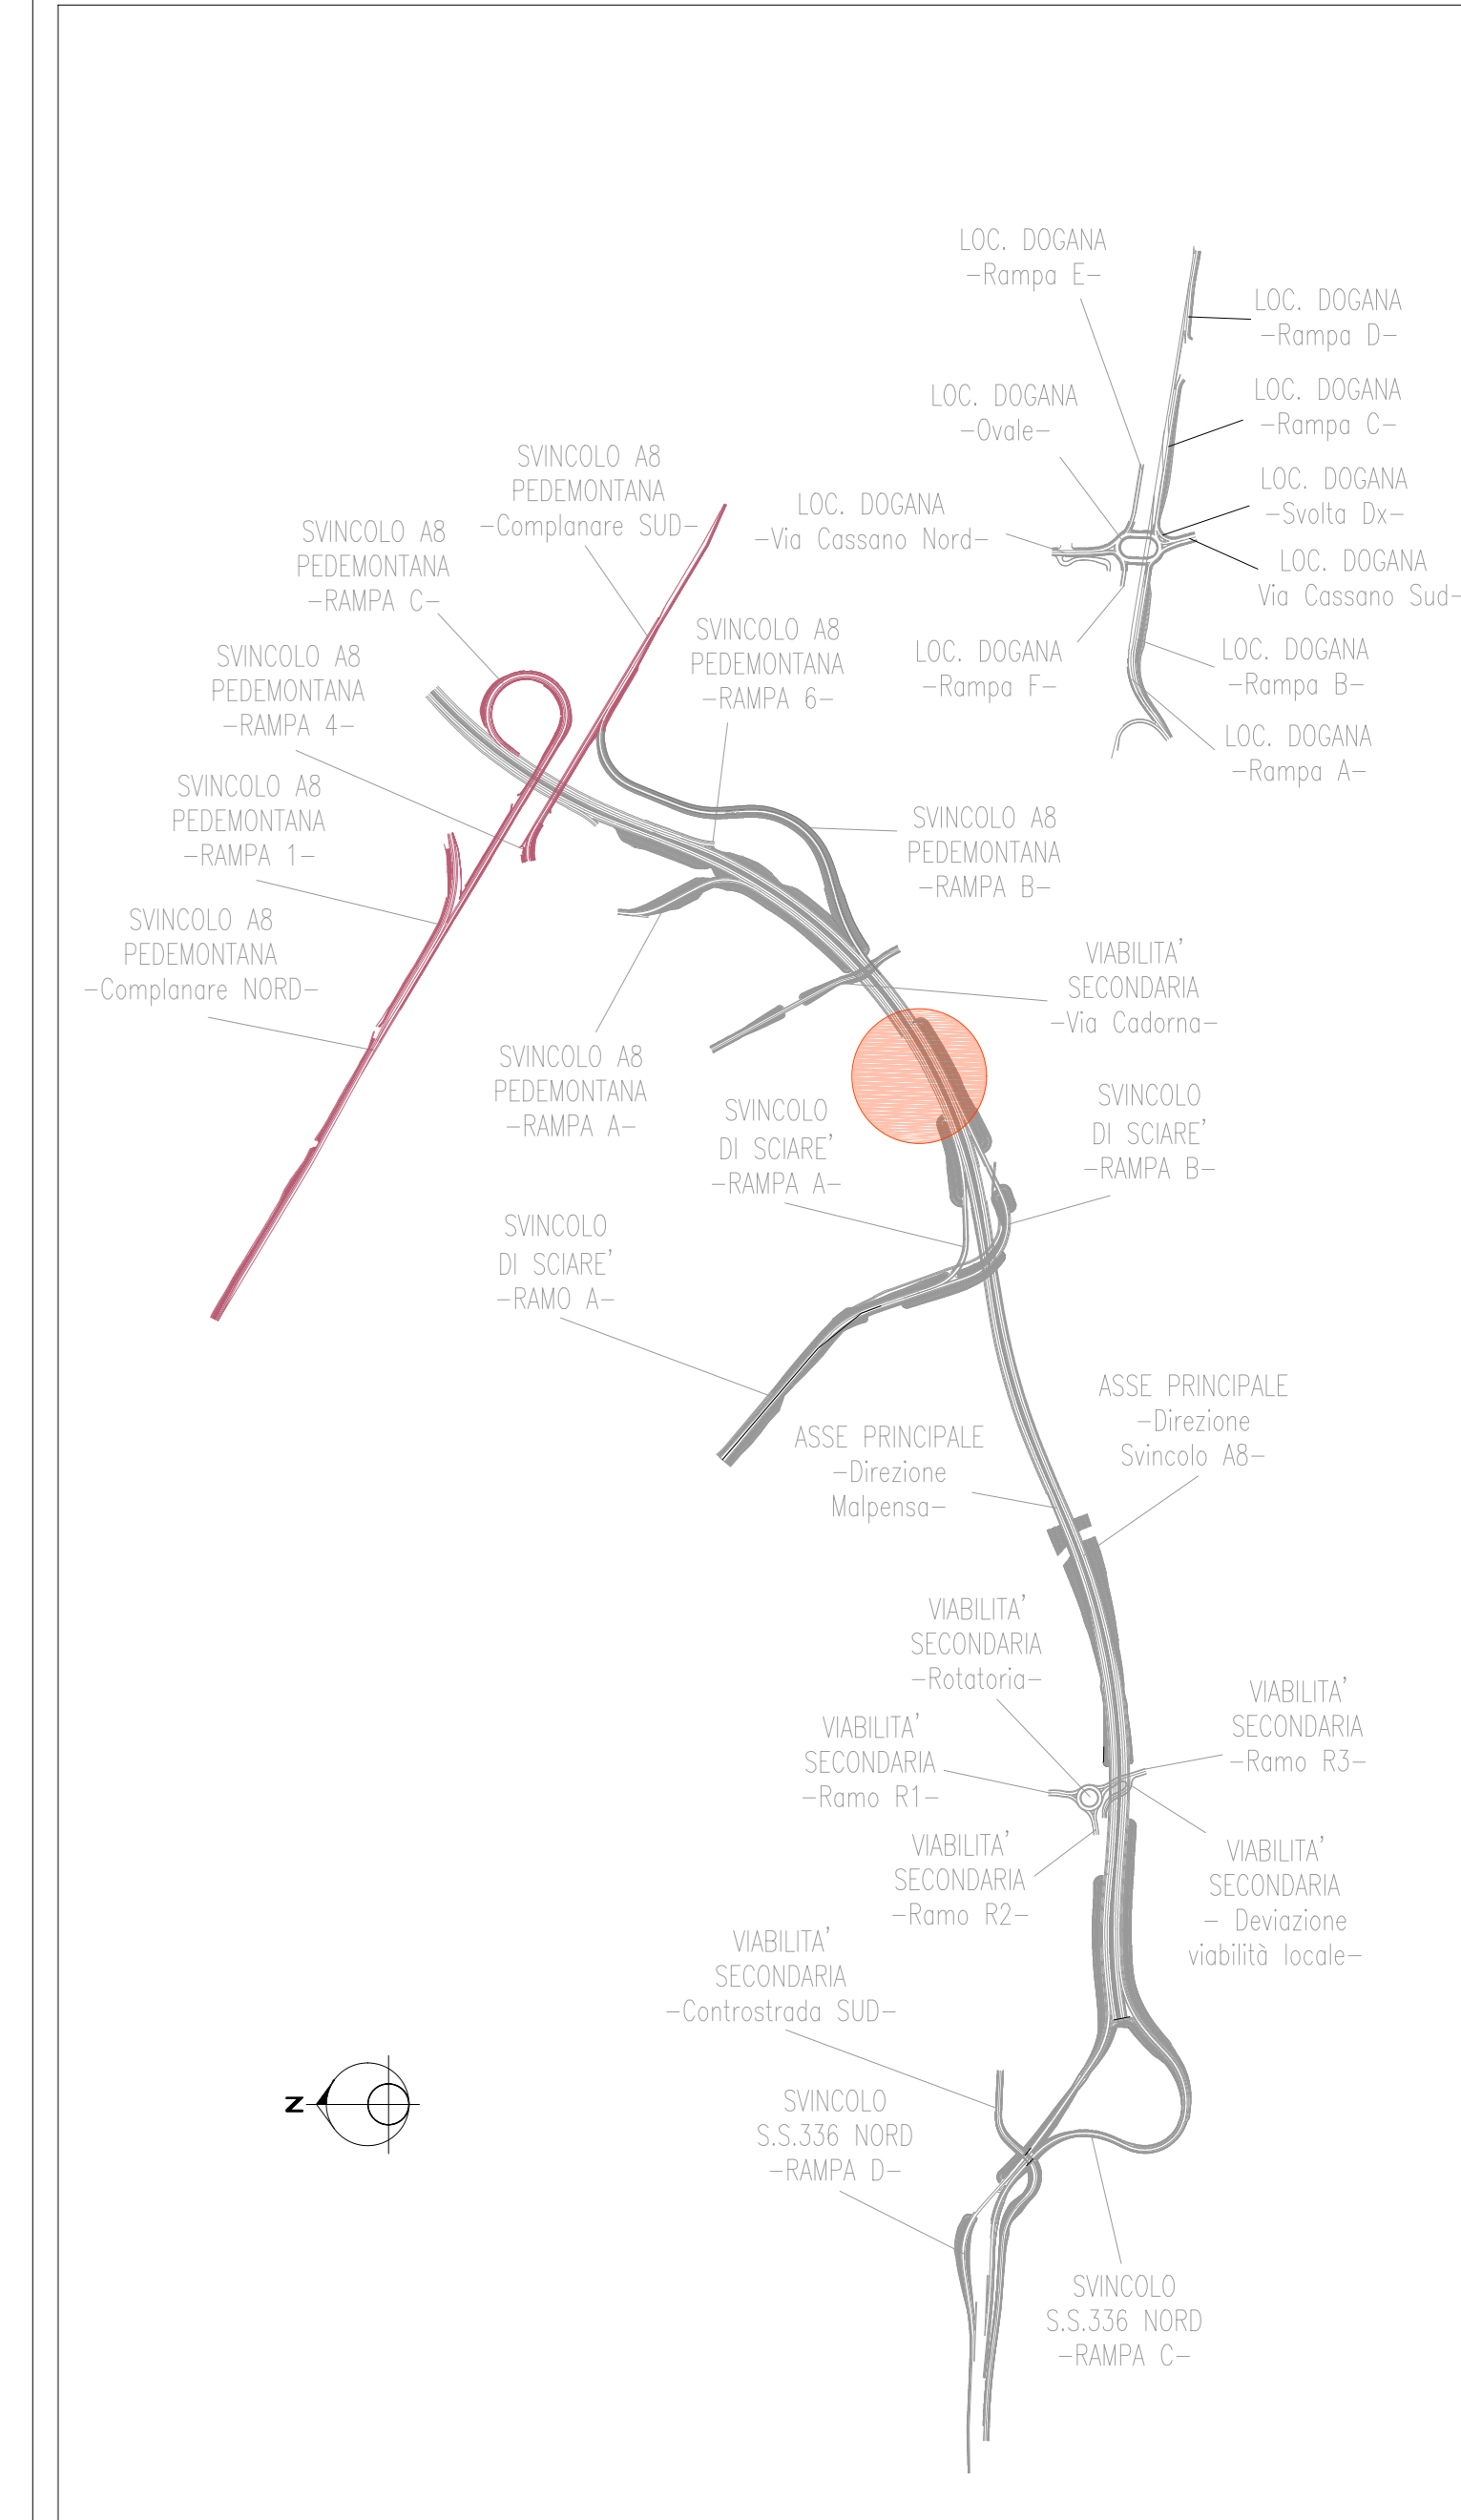 LOC. DOGANA
-Rampa E-
LOC. DOGANA
-Rampa D-
LOC. DOGANA
-Ovale-
LOC. DOGANA
-Rampa C-
SVINCOLO A8
PEDEMONTANA
-Complanare SUD-
LOC. DOGANA
-Svolta Dx-
LOC. DOGANA
-Via Cassano Nord-
SVINCOLO A8
PEDEMONTANA
-RAMPA C-
LOC. DOGANA
Via Cassano Sud-
SVINCOLO A8
PEDEMONTANA
-RAMPA 6-
LOC. DOGANA
-Rampa F-
LOC. DOGANA
-Rampa B-
SVINCOLO A8
PEDEMONTANA
-RAMPA 4-
LOC. DOGANA
-Rampa A-
SVINCOLO A8
PEDEMONTANA
-RAMPA 1-
SVINCOLO A8
PEDEMONTANA
-RAMPA B-
SVINCOLO A8
PEDEMONTANA
-Complanare NORD-
VIABILITA'
SECONDARIA
-Via Cadorna-
SVINCOLO A8
PEDEMONTANA
-RAMPA A-
SVINCOLO
DI SCIARE'
-RAMPA A-
SVINCOLO
DI SCIARE'
-RAMPA B-
SVINCOLO
DI SCIARE'
-RAMO A-
ASSE PRINCIPALE
-Direzione
Svincolo A8-
ASSE PRINCIPALE
-Direzione
Malpensa-
VIABILITA'
SECONDARIA
-Rotatoria-
VIABILITA'
SECONDARIA
-Ramo R3-
VIABILITA'
SECONDARIA
-Ramo R1-
VIABILITA'
SECONDARIA
-Ramo R2-
VIABILITA'
SECONDARIA
- Deviazione
viabilità locale-
VIABILITA'
SECONDARIA
-Controstrada SUD-
N
SVINCOLO
S.S.336 NORD
-RAMPA D-
SVINCOLO
S.S.336 NORD
-RAMPA C-